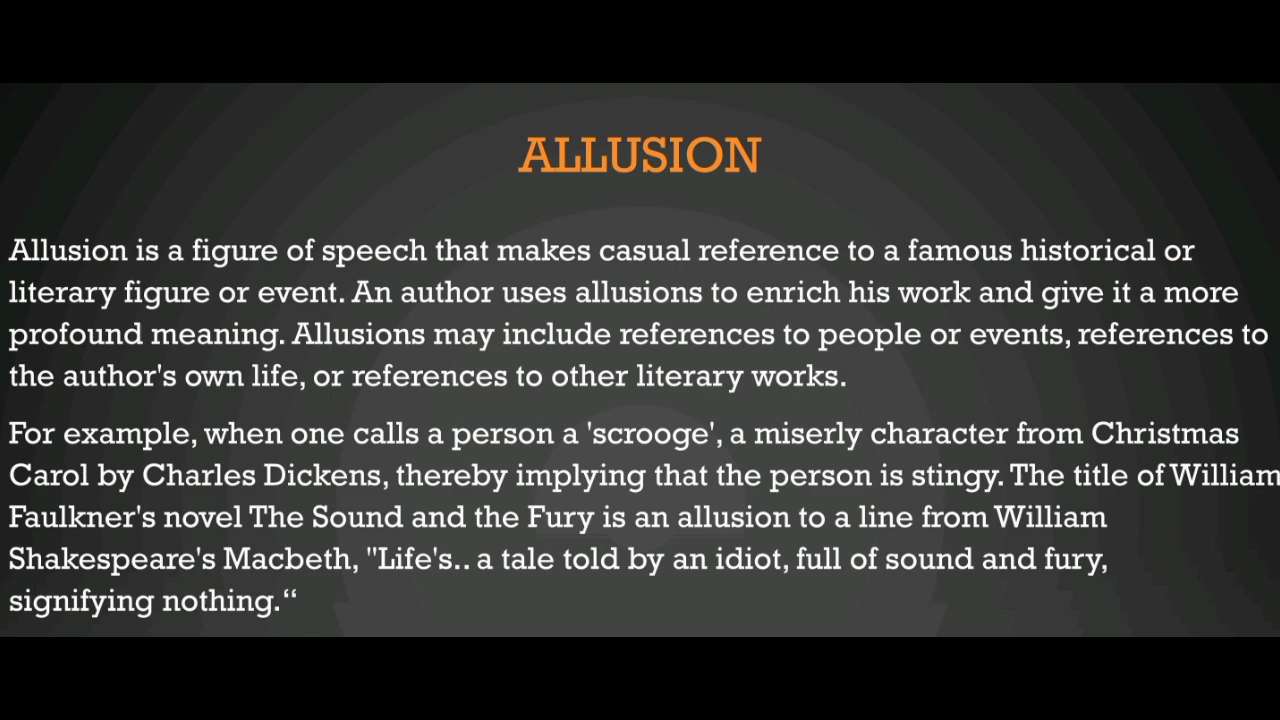 ALLUSION
Allusion is a figure of speech that makes casual reference to a famous historical or
literary figure or event. An author uses allusions to enrich his work and give it a more
profound meaning. Allusions may include references to people or events, references to
the author's own life, or references to other literary works.
For example, when one calls a person a 'scrooge', a miserly character from Christmas
Carol by Charles Dickens, thereby implying that the person is stingy. The title of William
Faulkner's novel The Sound and the Fury is an allusion to a line from William
Shakespeare's Macbeth, "Life's.. a tale told by an idiot, full of sound and fury,
signifying nothing.“